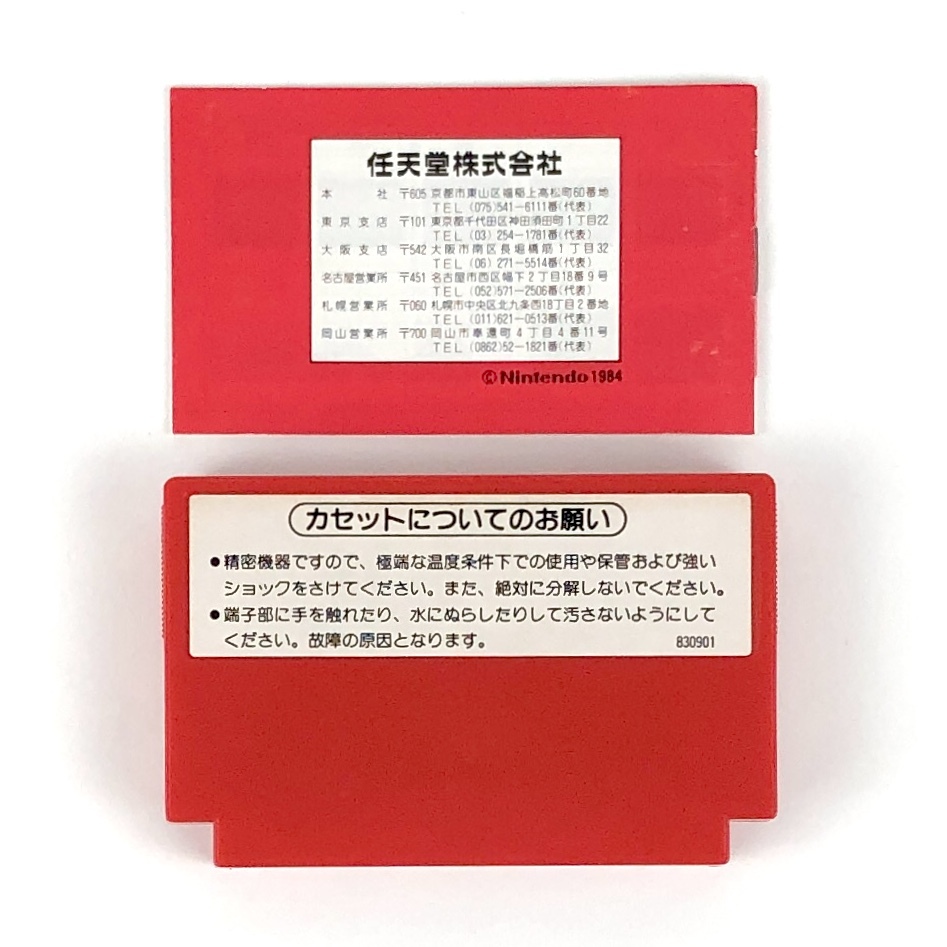 任天堂株式会社
本社 〒605 京都市東山区福稲上高松町60番地
TEL (075)541-6111番(代表)
東京支店 〒101 東京都千代田区神田須田町1丁目22
TEL (03) 254-1781番(代表)
大阪支店 〒542 大阪市南区長堀橋筋1丁目32
TEL (06) 271-5514番(代表)
名古屋営業所 〒451 名古屋市西区幅下2丁目18番9号
TEL (052)571-2506番(代表)
札幌営業所 〒060 札幌市中央区北九条西18丁目2番地
TEL (011)621-0513番(代表)
岡山営業所 〒700 岡山市奉還町4丁目4番11号
TEL (0862)52-1821番(代表)
©Nintendo 1984
カセットについてのお願い
●精密機器ですので、極端な温度条件下での使用や保管および強い
ショックをさけてください。また、絶対に分解しないでください。
●端子部に手を触れたり、水にぬらしたりして汚さないようにして
ください。故障の原因となります。
830901